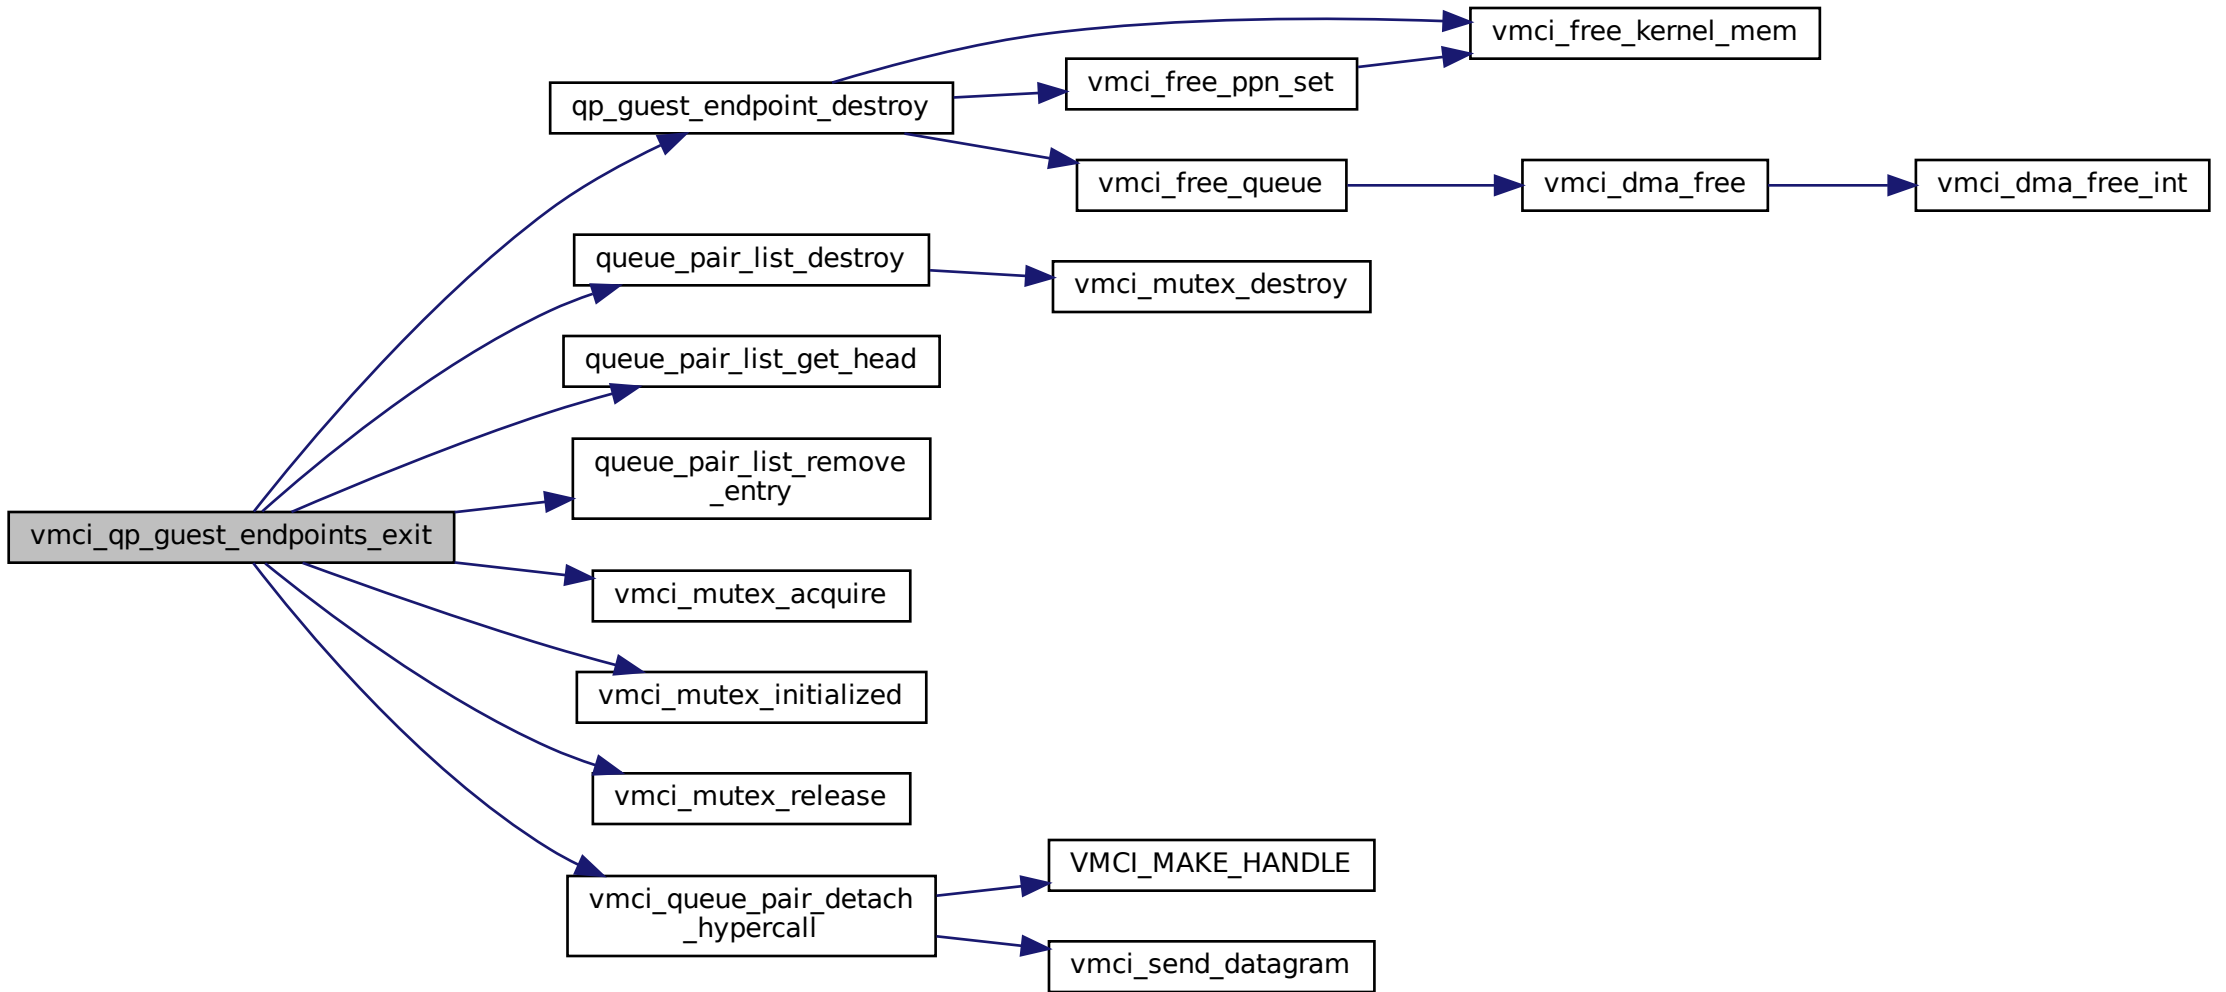 vmci_free_kernel_mem
vmci_free_ppn_set
qp_guest_endpoint_destroy
vmci_free_queue
vmci_dma_free
vmci_dma_free_int
queue_pair_list_destroy
vmci_mutex_destroy
queue_pair_list_get_head
queue_pair_list_remove
_entry
vmci_qp_guest_endpoints_exit
vmci_mutex_acquire
vmci_mutex_initialized
vmci_mutex_release
VMCI_MAKE_HANDLE
vmci_queue_pair_detach
_hypercall
vmci_send_datagram